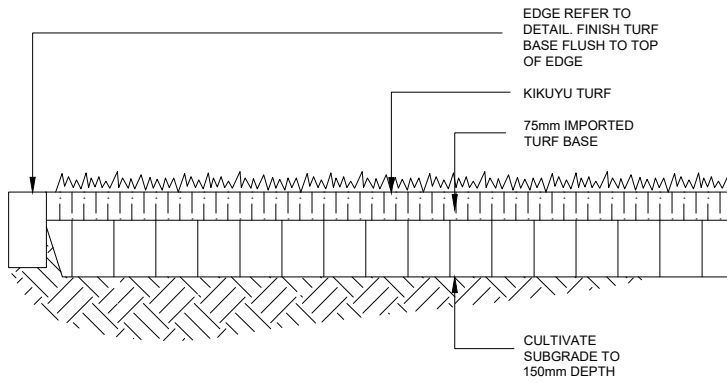 EDGE REFER TO
DETAIL. FINISH TURF
BASE FLUSH TO TOP
OF EDGE
KIKUYU TURF
75mm IMPORTED
TURF BASE
CULTIVATE
SUBGRADE TO
150mm DEPTH